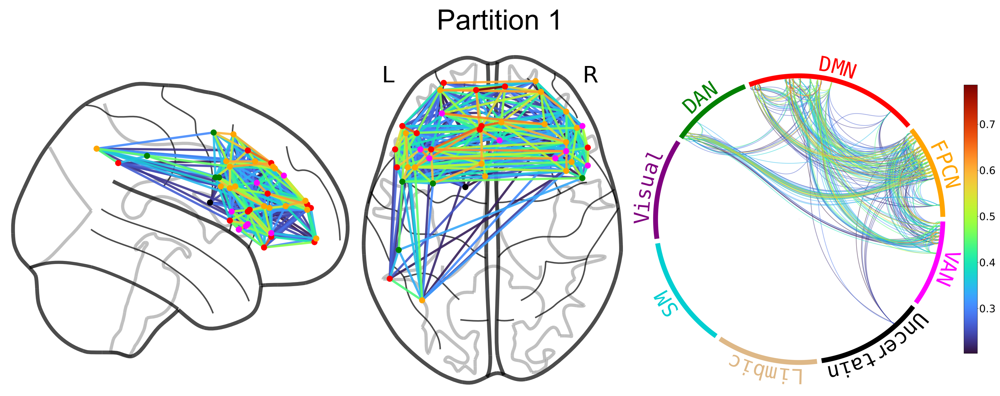 Partition 1
L
R
DMN
DAN
FPCN
Visual
VAN
SM
Uncertain
Limbic
0.7
0.6
0.5
0.4
0.3